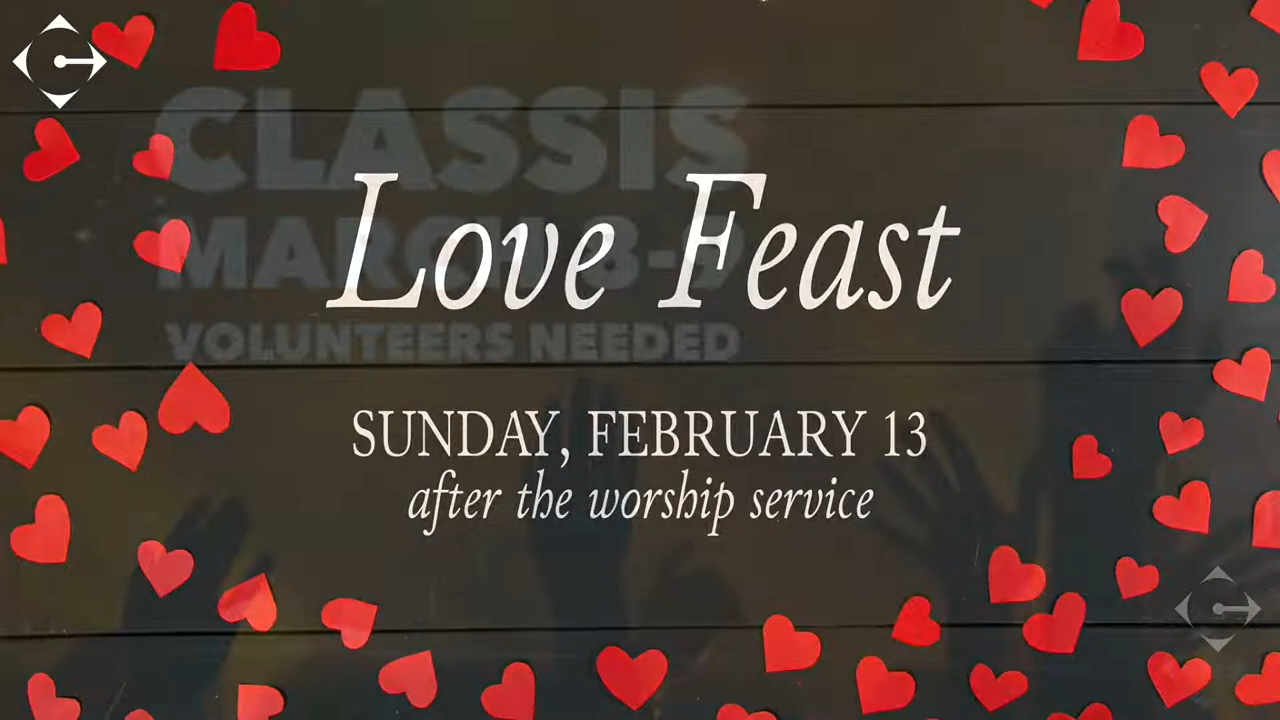 CLASSIS
Love Feast
VOLUNTEERS NEEDED
SUNDAY, FEBRUARY 13
after the worship service